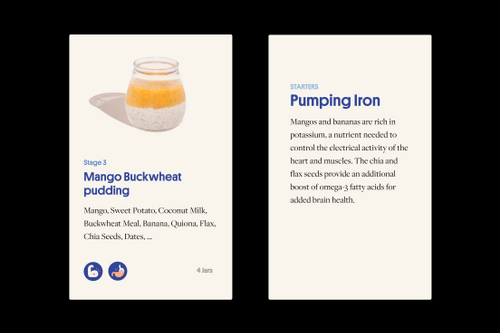 Stage 3
Mango Buckwheat
pudding
Mango, Sweet Potato, Coconut Milk,
Buckwheat Meal, Banana, Quiona, Flax,
Chia Seeds, Dates, ...
4 Jars
STARTERS
Pumping Iron
Mangos and bananas are rich in
potassium, a nutrient needed to
control the electrical activity of the
heart and muscles. The chia and
flax seeds provide an additional
boost of omega-3 fatty acids for
added brain health.